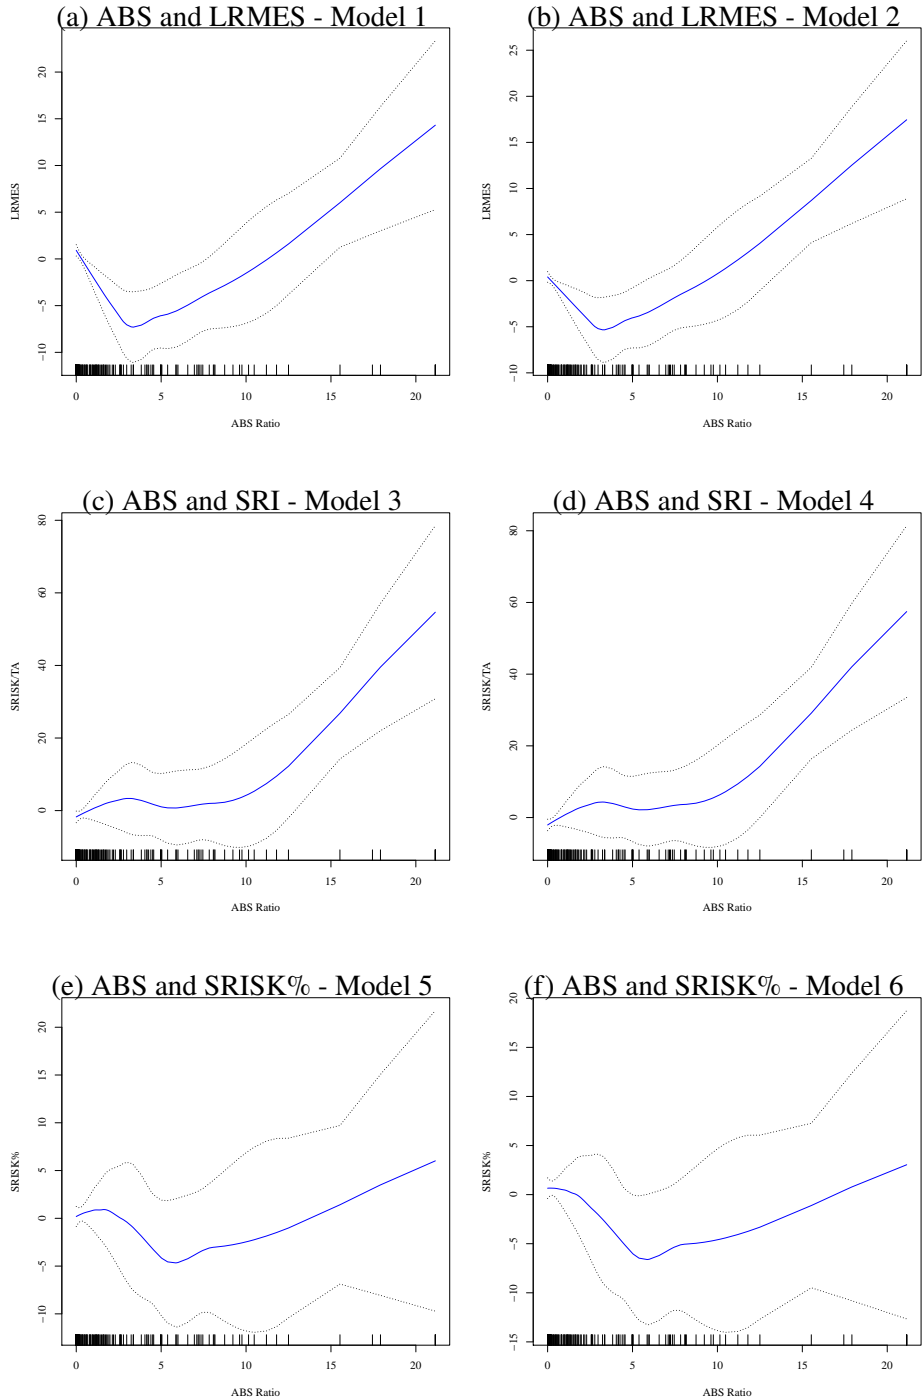 (a) ABS and LRMES - Model 1
20
15
10
5
0
−5
−10
LRMES
0 5 10 15 20
ABS Ratio
(b) ABS and LRMES - Model 2
25
20
15
10
5
0
−5
−10
LRMES
0 5 10 15 20
ABS Ratio
(c) ABS and SRI - Model 3
80
60
40
20
0
SRISK/TA
0 5 10 15 20
ABS Ratio
(d) ABS and SRI - Model 4
80
60
40
20
0
SRISK/TA
0 5 10 15 20
ABS Ratio
(e) ABS and SRISK% - Model 5
20
15
10
5
0
−5
−10
SRISK%
0 5 10 15 20
ABS Ratio
(f) ABS and SRISK% - Model 6
20
15
10
5
0
−5
−10
−15
SRISK%
0 5 10 15 20
ABS Ratio